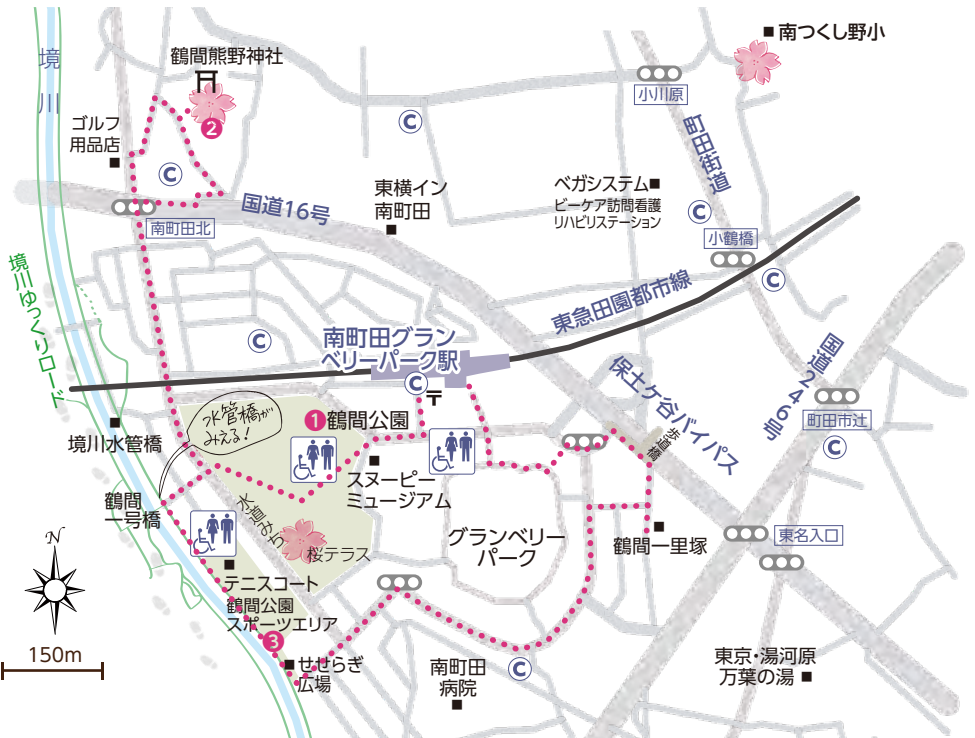 境川
鶴間熊野神社
南つくし野小
小川原
ゴルフ
用品店
2
C
C
町田街道
東横イン
南町田
ベガシステム
ビーケア訪問看護
リハビリステーション
国道16号
南町田北
C
小鶴橋
C
境川ゆっくりロード
東急田園都市線
C
南町田グラン
ベリーパーク駅
C
〒
国道246号
保土ケ谷バイパス
町田市辻
C
水管橋が
みえる!
1
鶴間公園
境川水管橋
スヌーピー
ミュージアム
歩道橋
鶴間
一号橋
水道みち
桜テラス
グランベリー
パーク
鶴間一里塚
東名入口
N
テニスコート
鶴間公園
スポーツエリア
3
150m
せせらぎ
広場
南町田
病院
C
東京・湯河原
万葉の湯